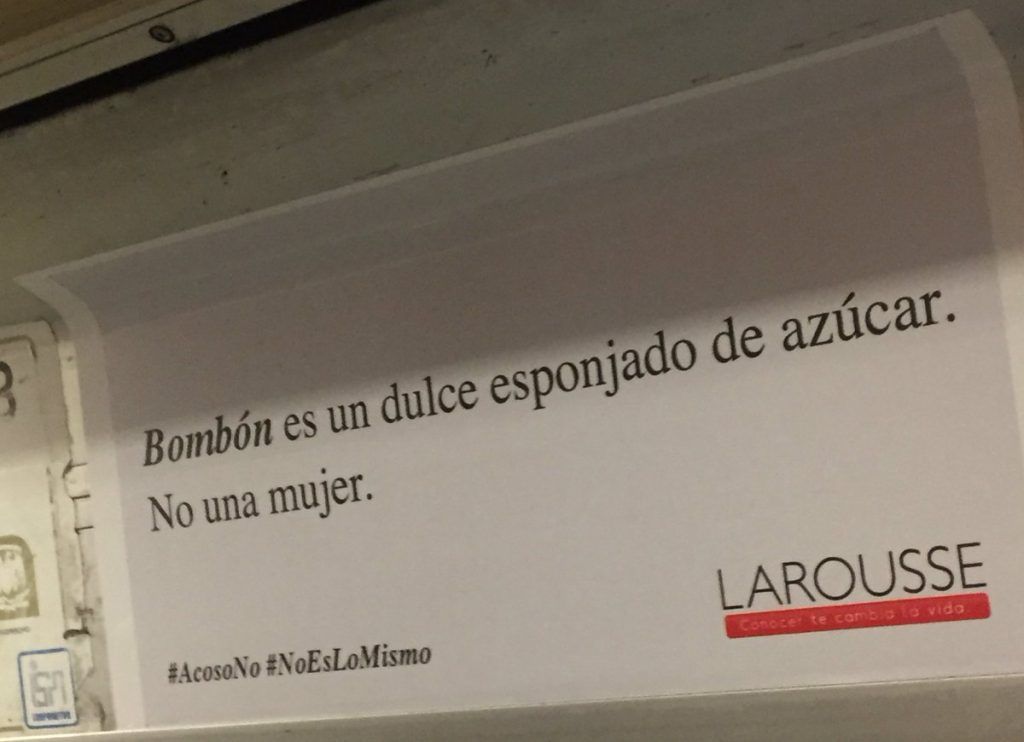 Bombón es un dulce esponjado de azúcar.
No una mujer.
LAROUSSE
Conocer te cambia la vida.
#AcosoNo #NoEsLoMismo